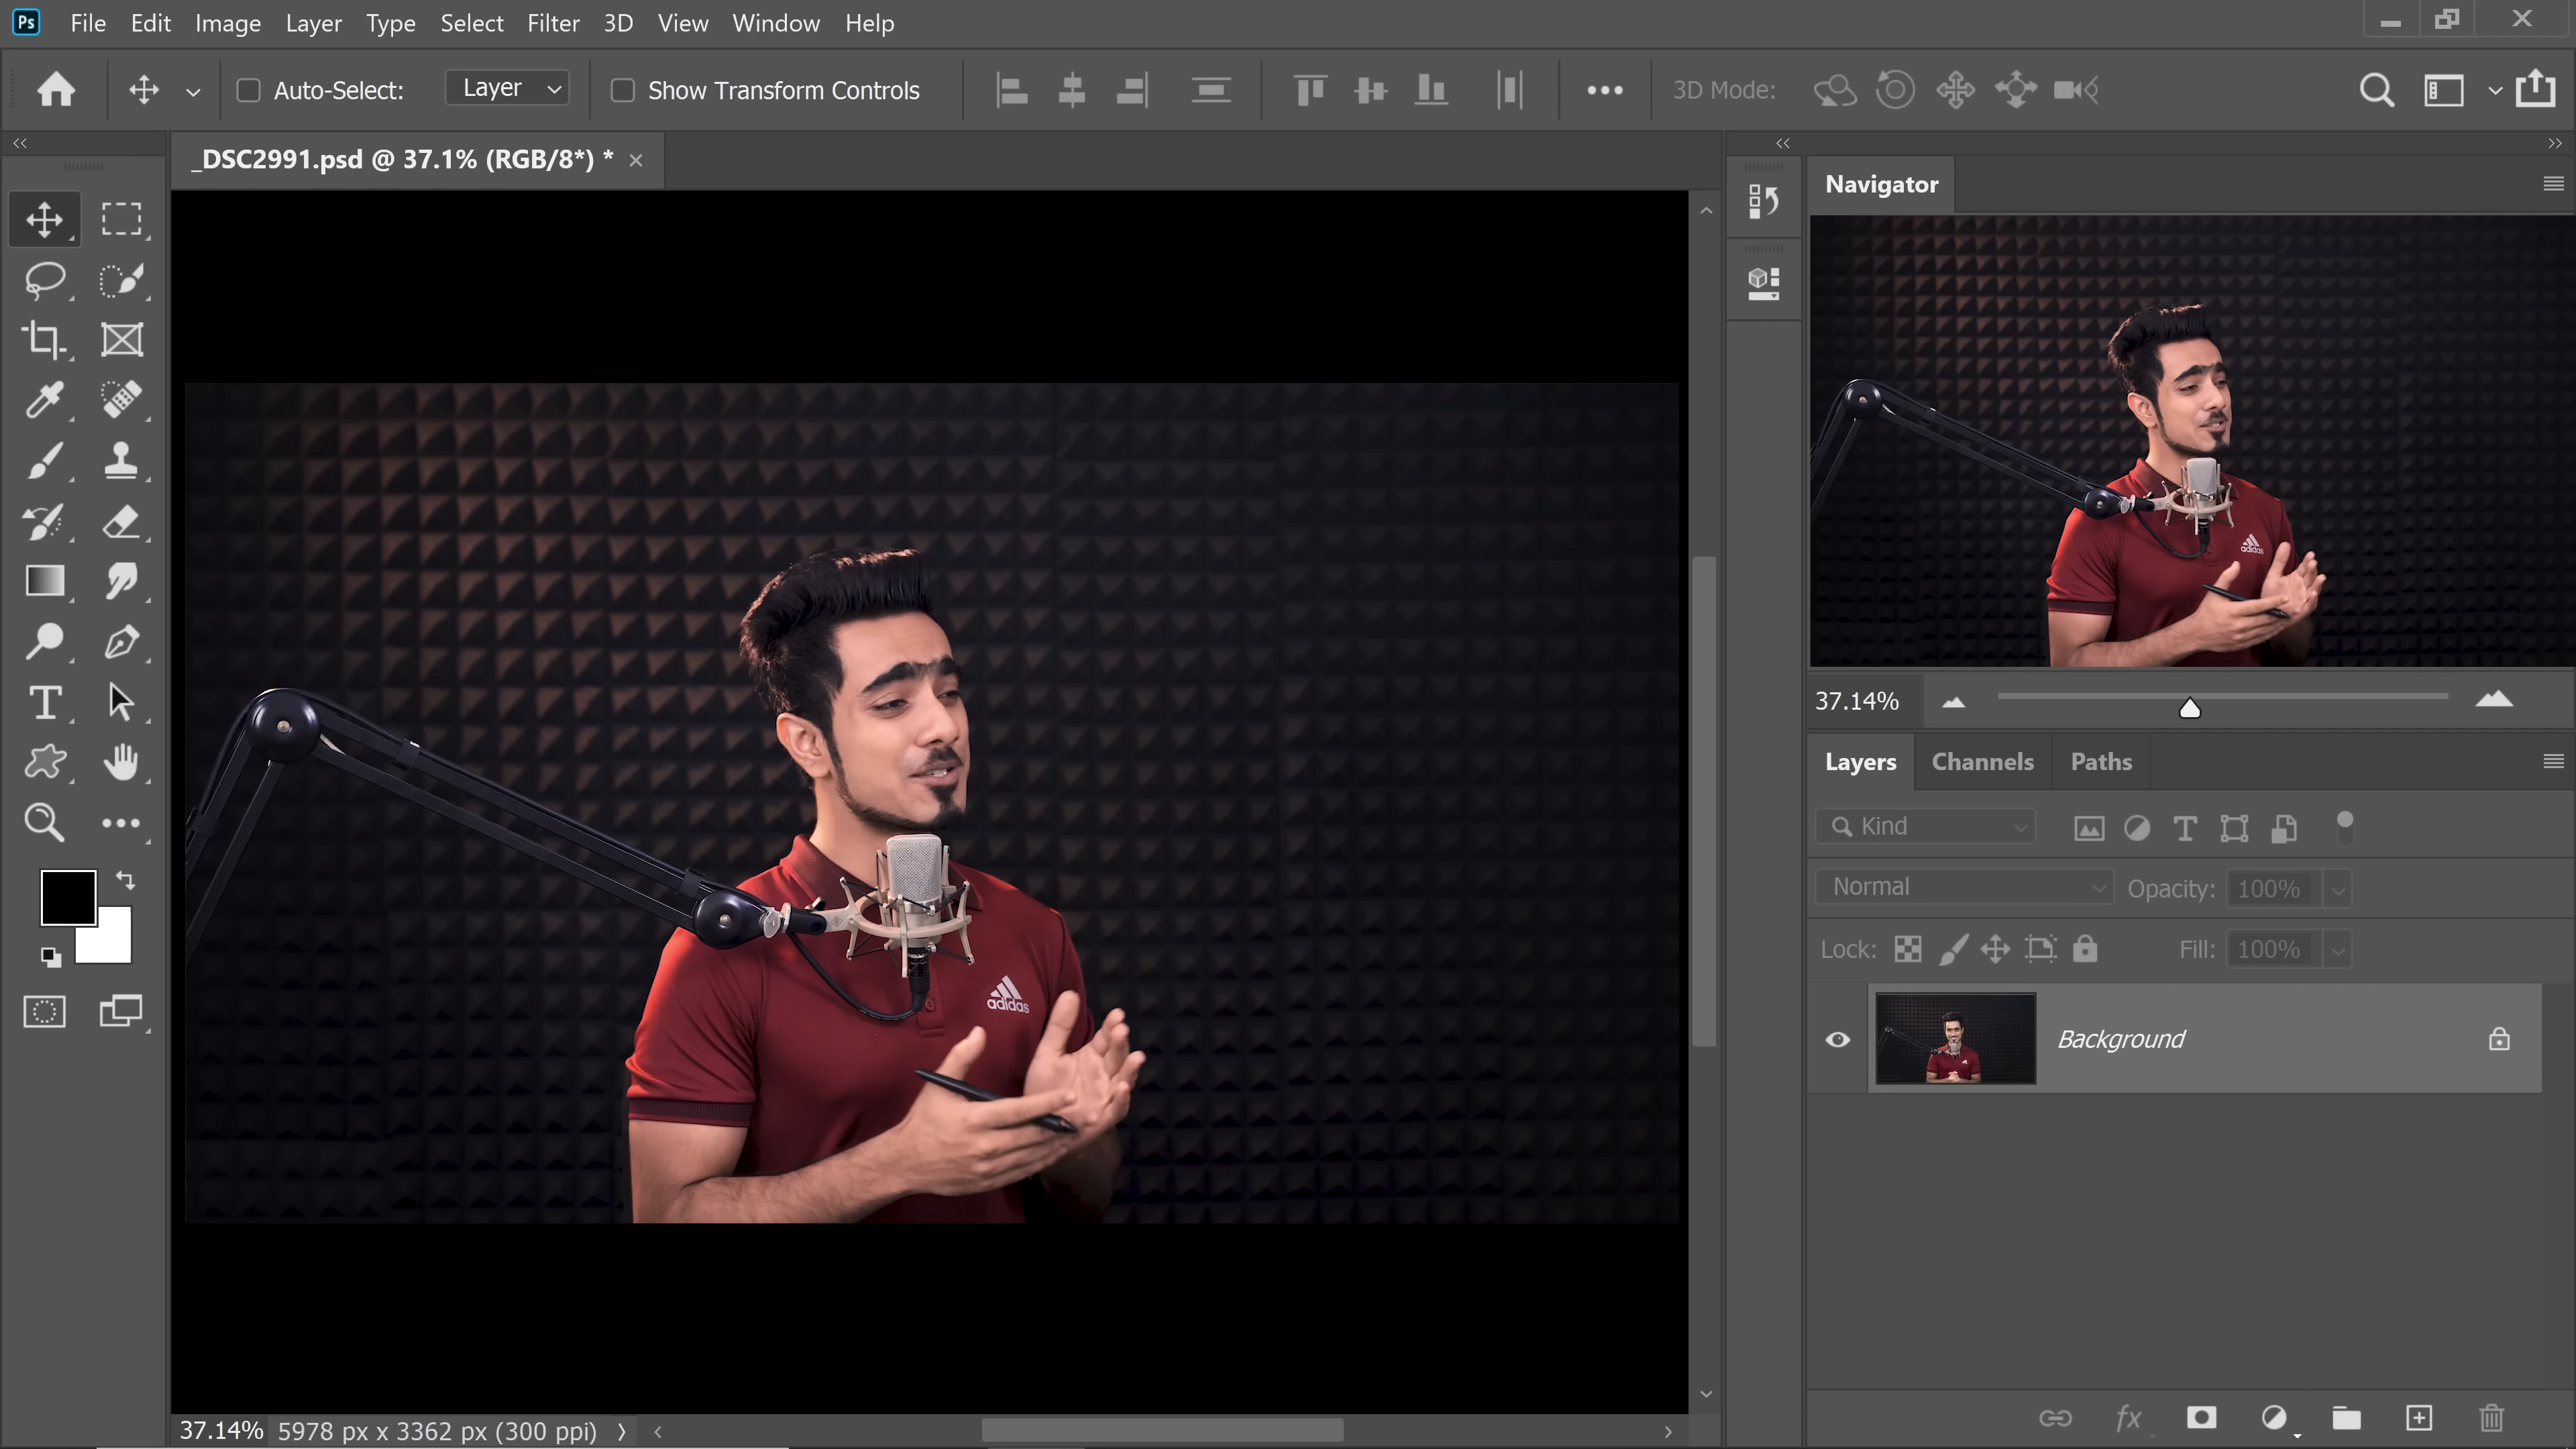 Ps File Edit Image Layer Type Select Filter 3D View Window Help
Auto-Select: Layer Show Transform Controls 3D Mode:
_DSC2991.psd @ 37.1% (RGB/8*) *
Navigator
adidas
adidas
37.14%
Layers Channels Paths
Kind
Normal Opacity: 100%
Lock: Fill: 100%
Background
fx
37.14% 5978 px x 3362 px (300 ppi)